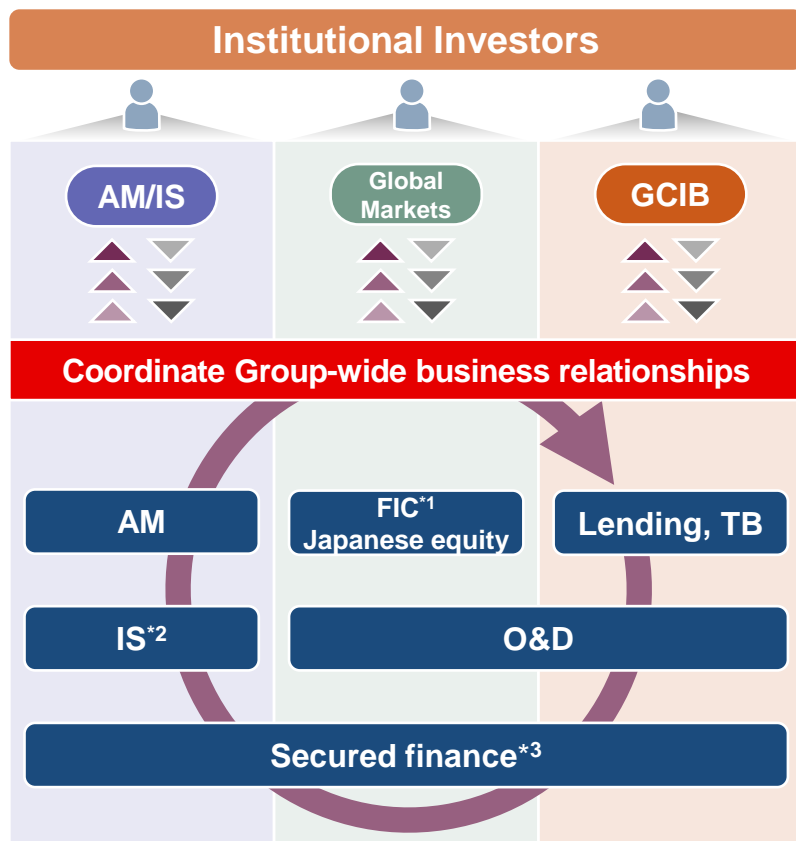 Institutional Investors
AM/IS
Global
Markets
GCIB
Coordinate Group-wide business relationships
AM
FIC*1
Japanese equity
Lending, TB
IS*2
O&D
Secured finance*3